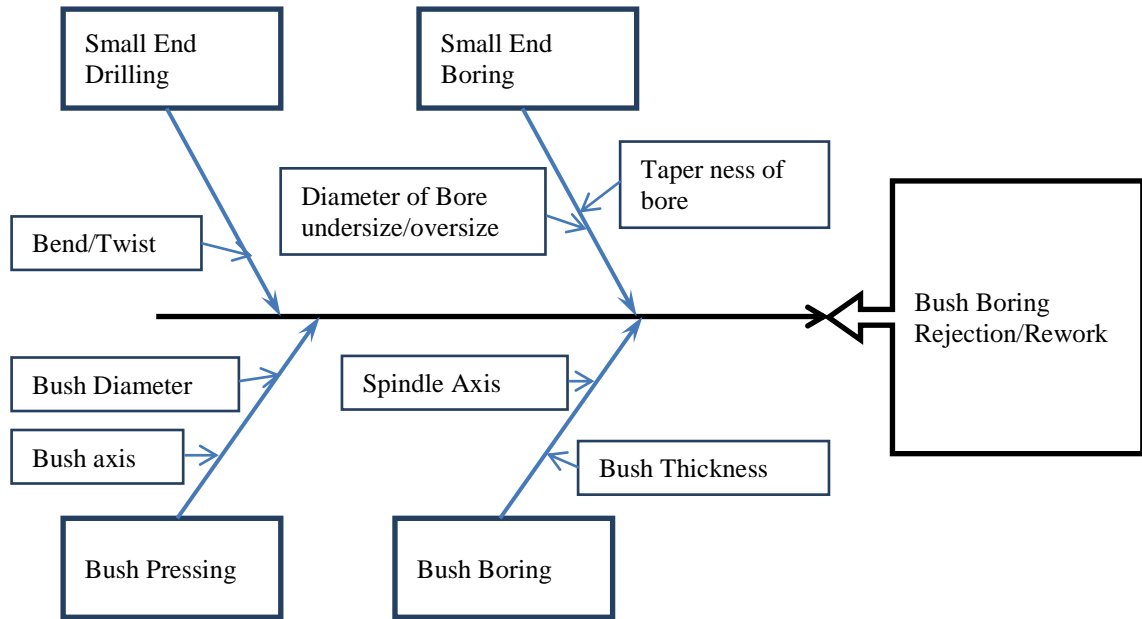 Small End
Drilling
Small End
Boring
Taper ness of
bore
Diameter of Bore
undersize/oversize
Bend/Twist
Bush Boring
Rejection/Rework
Bush Diameter
Spindle Axis
Bush axis
Bush Thickness
Bush Pressing
Bush Boring